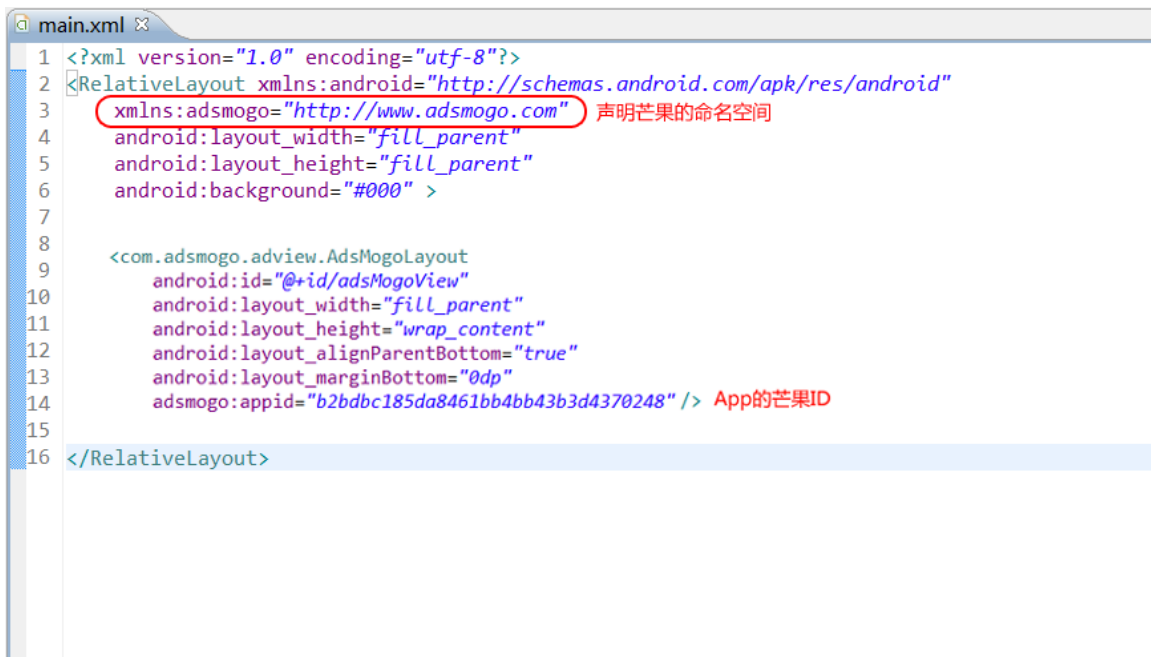 main.xml
1 <?xml version="1.0" encoding="utf-8"?>
2 <RelativeLayout xmlns:android="http://schemas.android.com/apk/res/android"
3 xmlns:adsmogo="http://www.adsmogo.com" 声明芒果的命名空间
4 android:layout_width="fill_parent"
5 android:layout_height="fill_parent"
6 android:background="#000" >
7
8 <com.adsmogo.adview.AdsMogoLayout
9 android:id="@+id/adsMogoView"
10 android:layout_width="fill_parent"
11 android:layout_height="wrap_content"
12 android:layout_alignParentBottom="true"
13 android:layout_marginBottom="0dp"
14 adsmogo:appid="b2bdbc185da8461bb4bb43b3d4370248"/> App的芒果ID
15
16 </RelativeLayout>